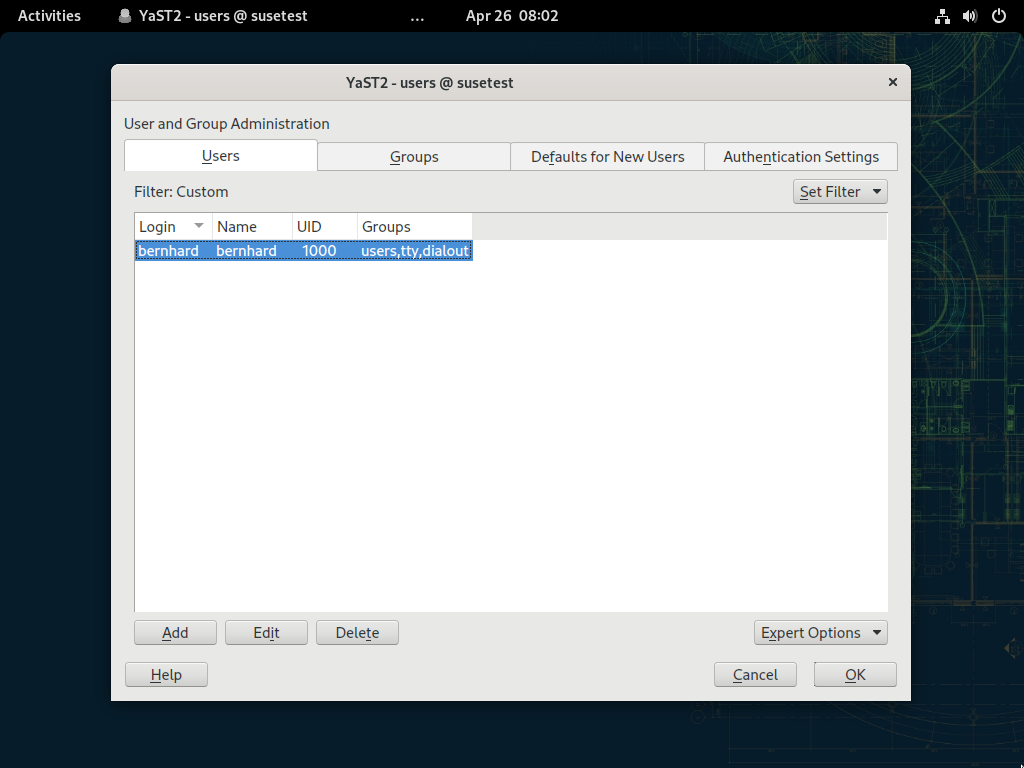 Activities YaST2 - users @ susetest ... Apr 26 08:02
YaST2 - users @ susetest ×
User and Group Administration
Users Groups Defaults for New Users Authentication Settings
Filter: Custom Set Filter
Login Name UID Groups
bernhard bernhard 1000 users,tty,dialout
Add Edit Delete Expert Options
Help Cancel OK